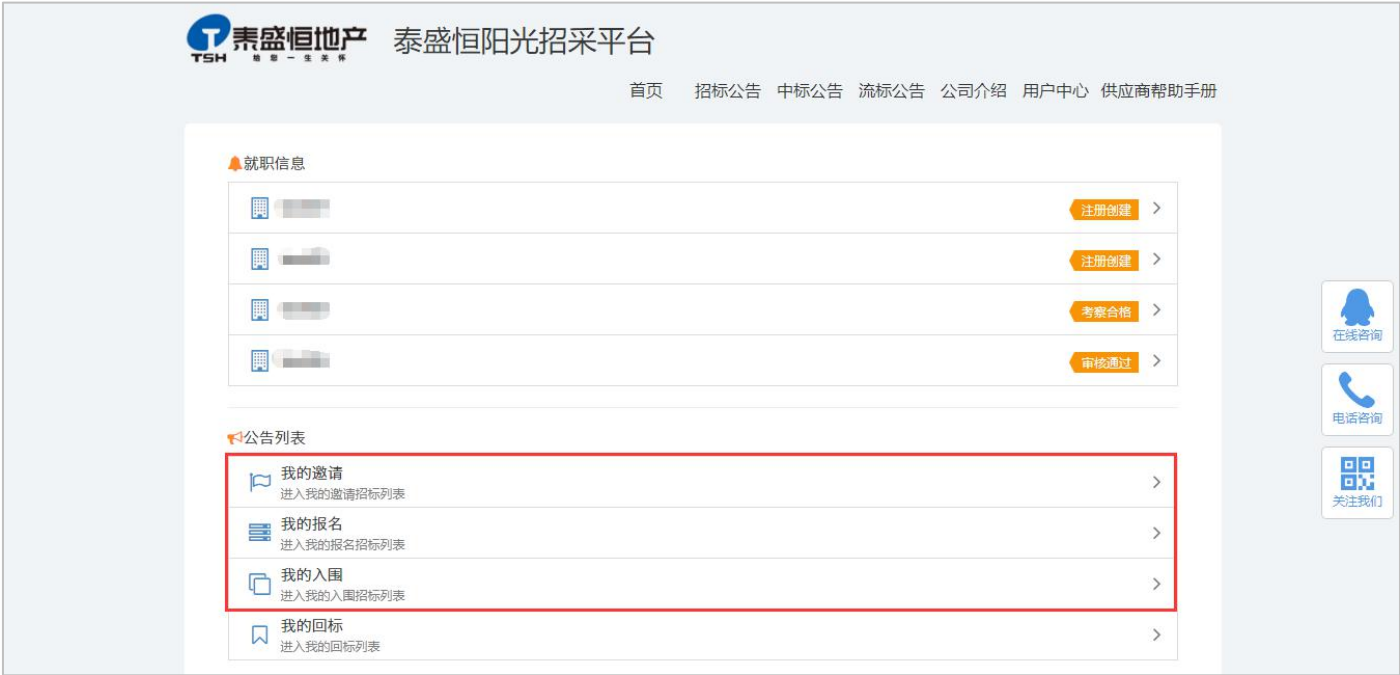 泰盛恒地产
TSH
给您一生关怀
泰盛恒阳光招采平台
首页 招标公告 中标公告 流标公告 公司介绍 用户中心 供应商帮助手册
就职信息
注册创建
注册创建
考察合格
审核通过
公告列表
我的邀请
进入我的邀请招标列表
我的报名
进入我的报名招标列表
我的入围
进入我的入围招标列表
我的回标
进入我的回标列表
在线咨询
电话咨询
关注我们